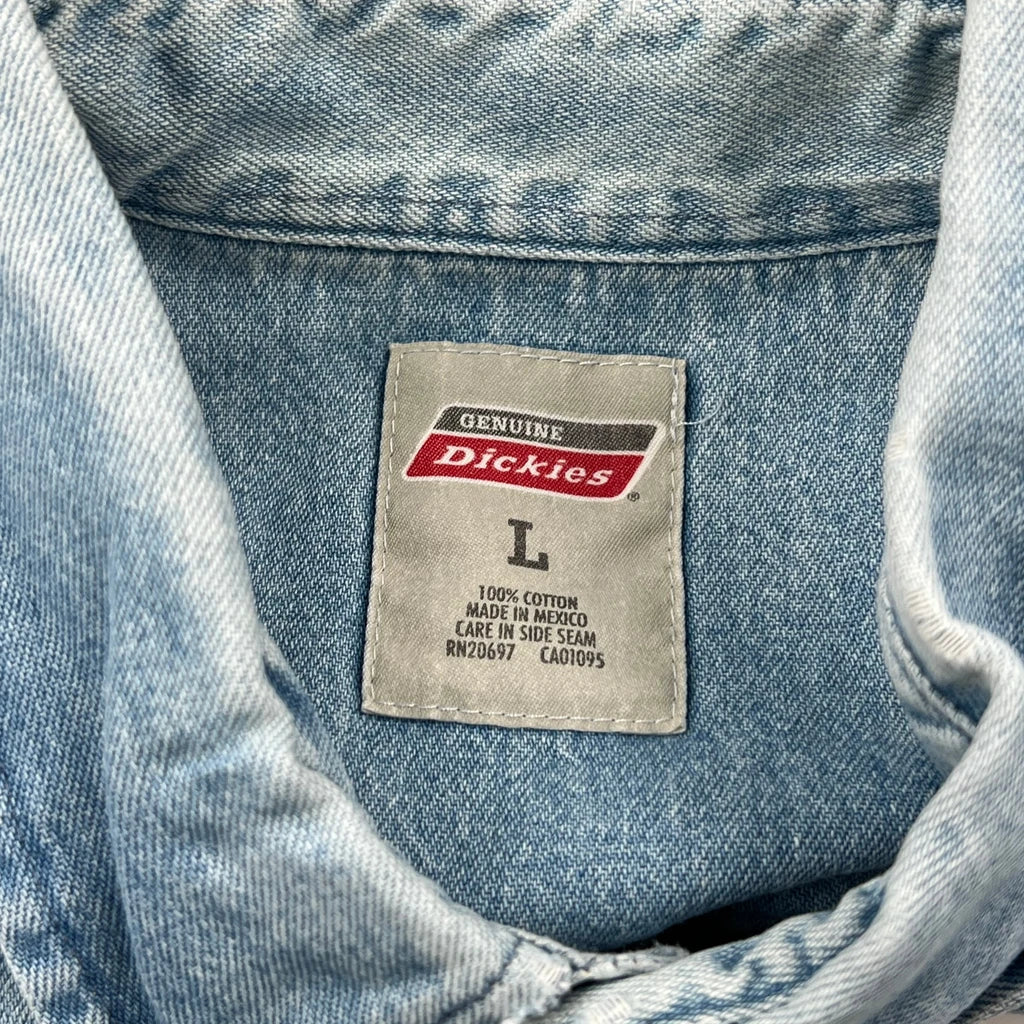 GENUINE
Dickies
®
L
100% COTTON
MADE IN MEXICO
CARE IN SIDE SEAM
RN20697 CA01095